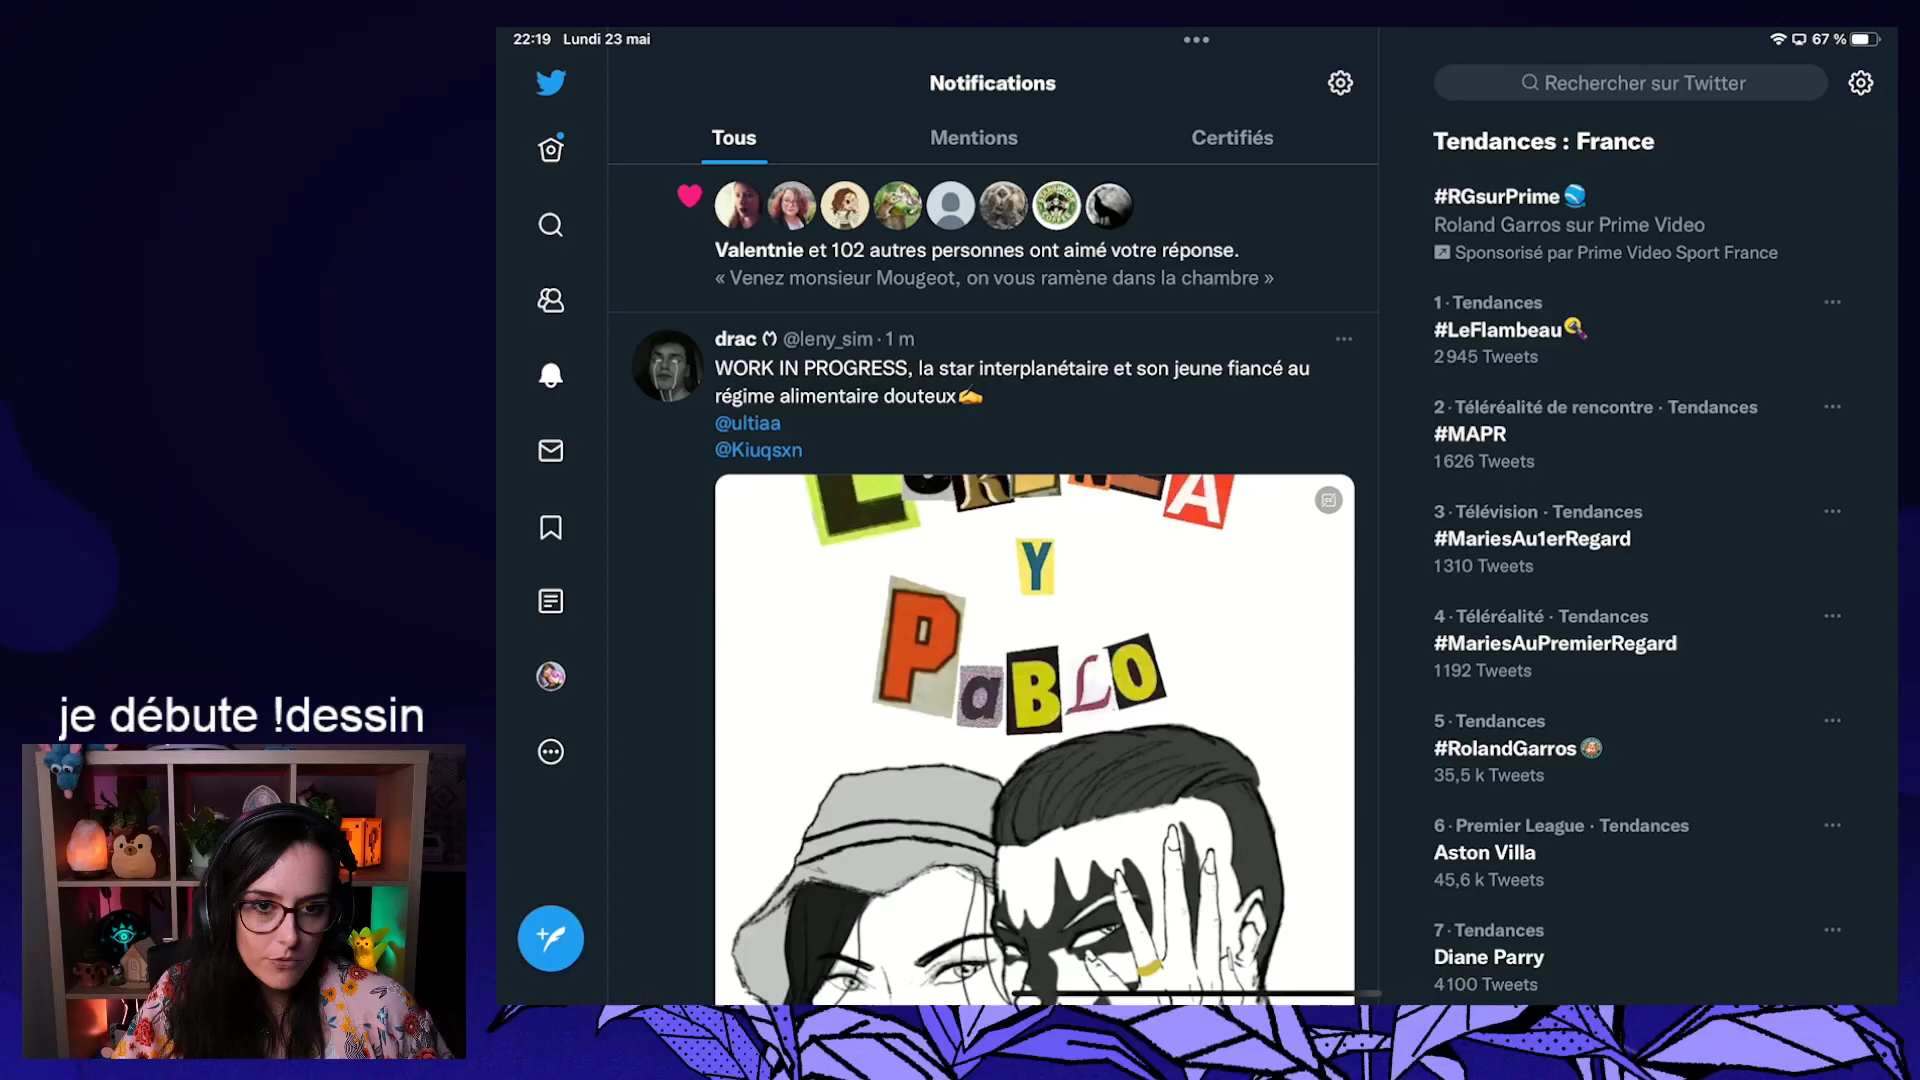 22:19 Lundi 23 mai
67 %
Notifications
Rechercher sur Twitter
Tous
Mentions
Certifiés
Valentnie et 102 autres personnes ont aimé votre réponse.
« Venez monsieur Mougeot, on vous ramène dans la chambre »
drac @leny_sim · 1 m
WORK IN PROGRESS, la star interplanétaire et son jeune fiancé au
régime alimentaire douteux✍️
@ultiaa
@Kiuqsxn
Y
PaBLO
Tendances : France
#RGsurPrime
Roland Garros sur Prime Video
Sponsorisé par Prime Video Sport France
1 · Tendances
#LeFlambeau
2 945 Tweets
2 · Téléréalité de rencontre · Tendances
#MAPR
1 626 Tweets
3 · Télévision · Tendances
#MariesAu1erRegard
1 310 Tweets
4 · Téléréalité · Tendances
#MariesAuPremierRegard
1 192 Tweets
5 · Tendances
#RolandGarros
35,5 k Tweets
6 · Premier League · Tendances
Aston Villa
45,6 k Tweets
7 · Tendances
Diane Parry
4 100 Tweets
je débute !dessin